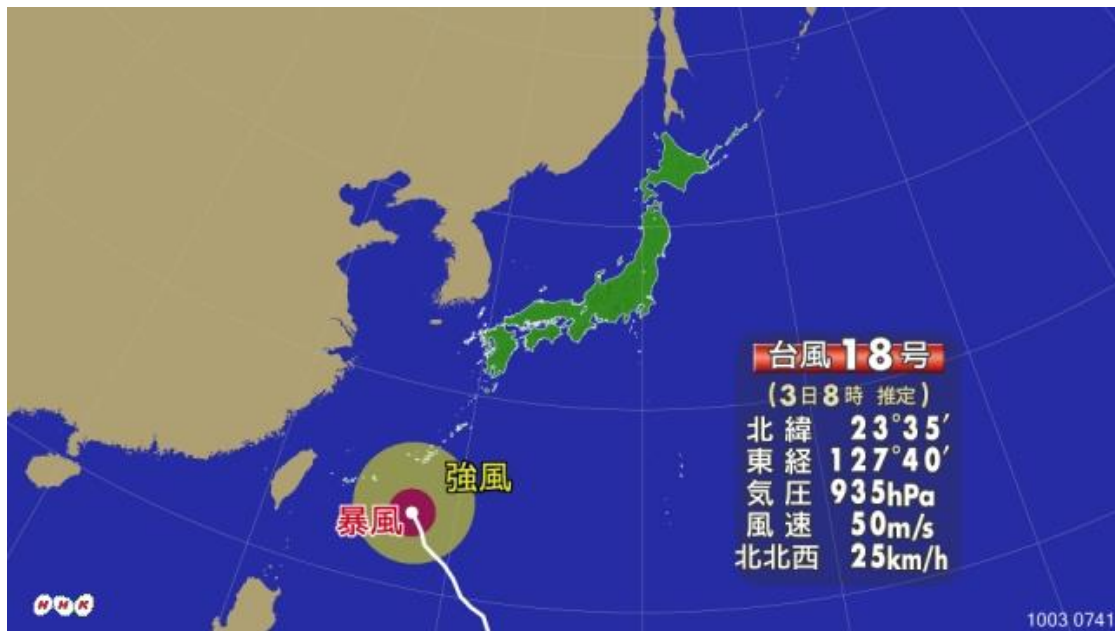 台風18号
(3日8時 推定)
北緯 23°35′
東経 127°40′
気圧 935hPa
風速 50m/s
北北西 25km/h
強風
暴風
NHK
1003 0741